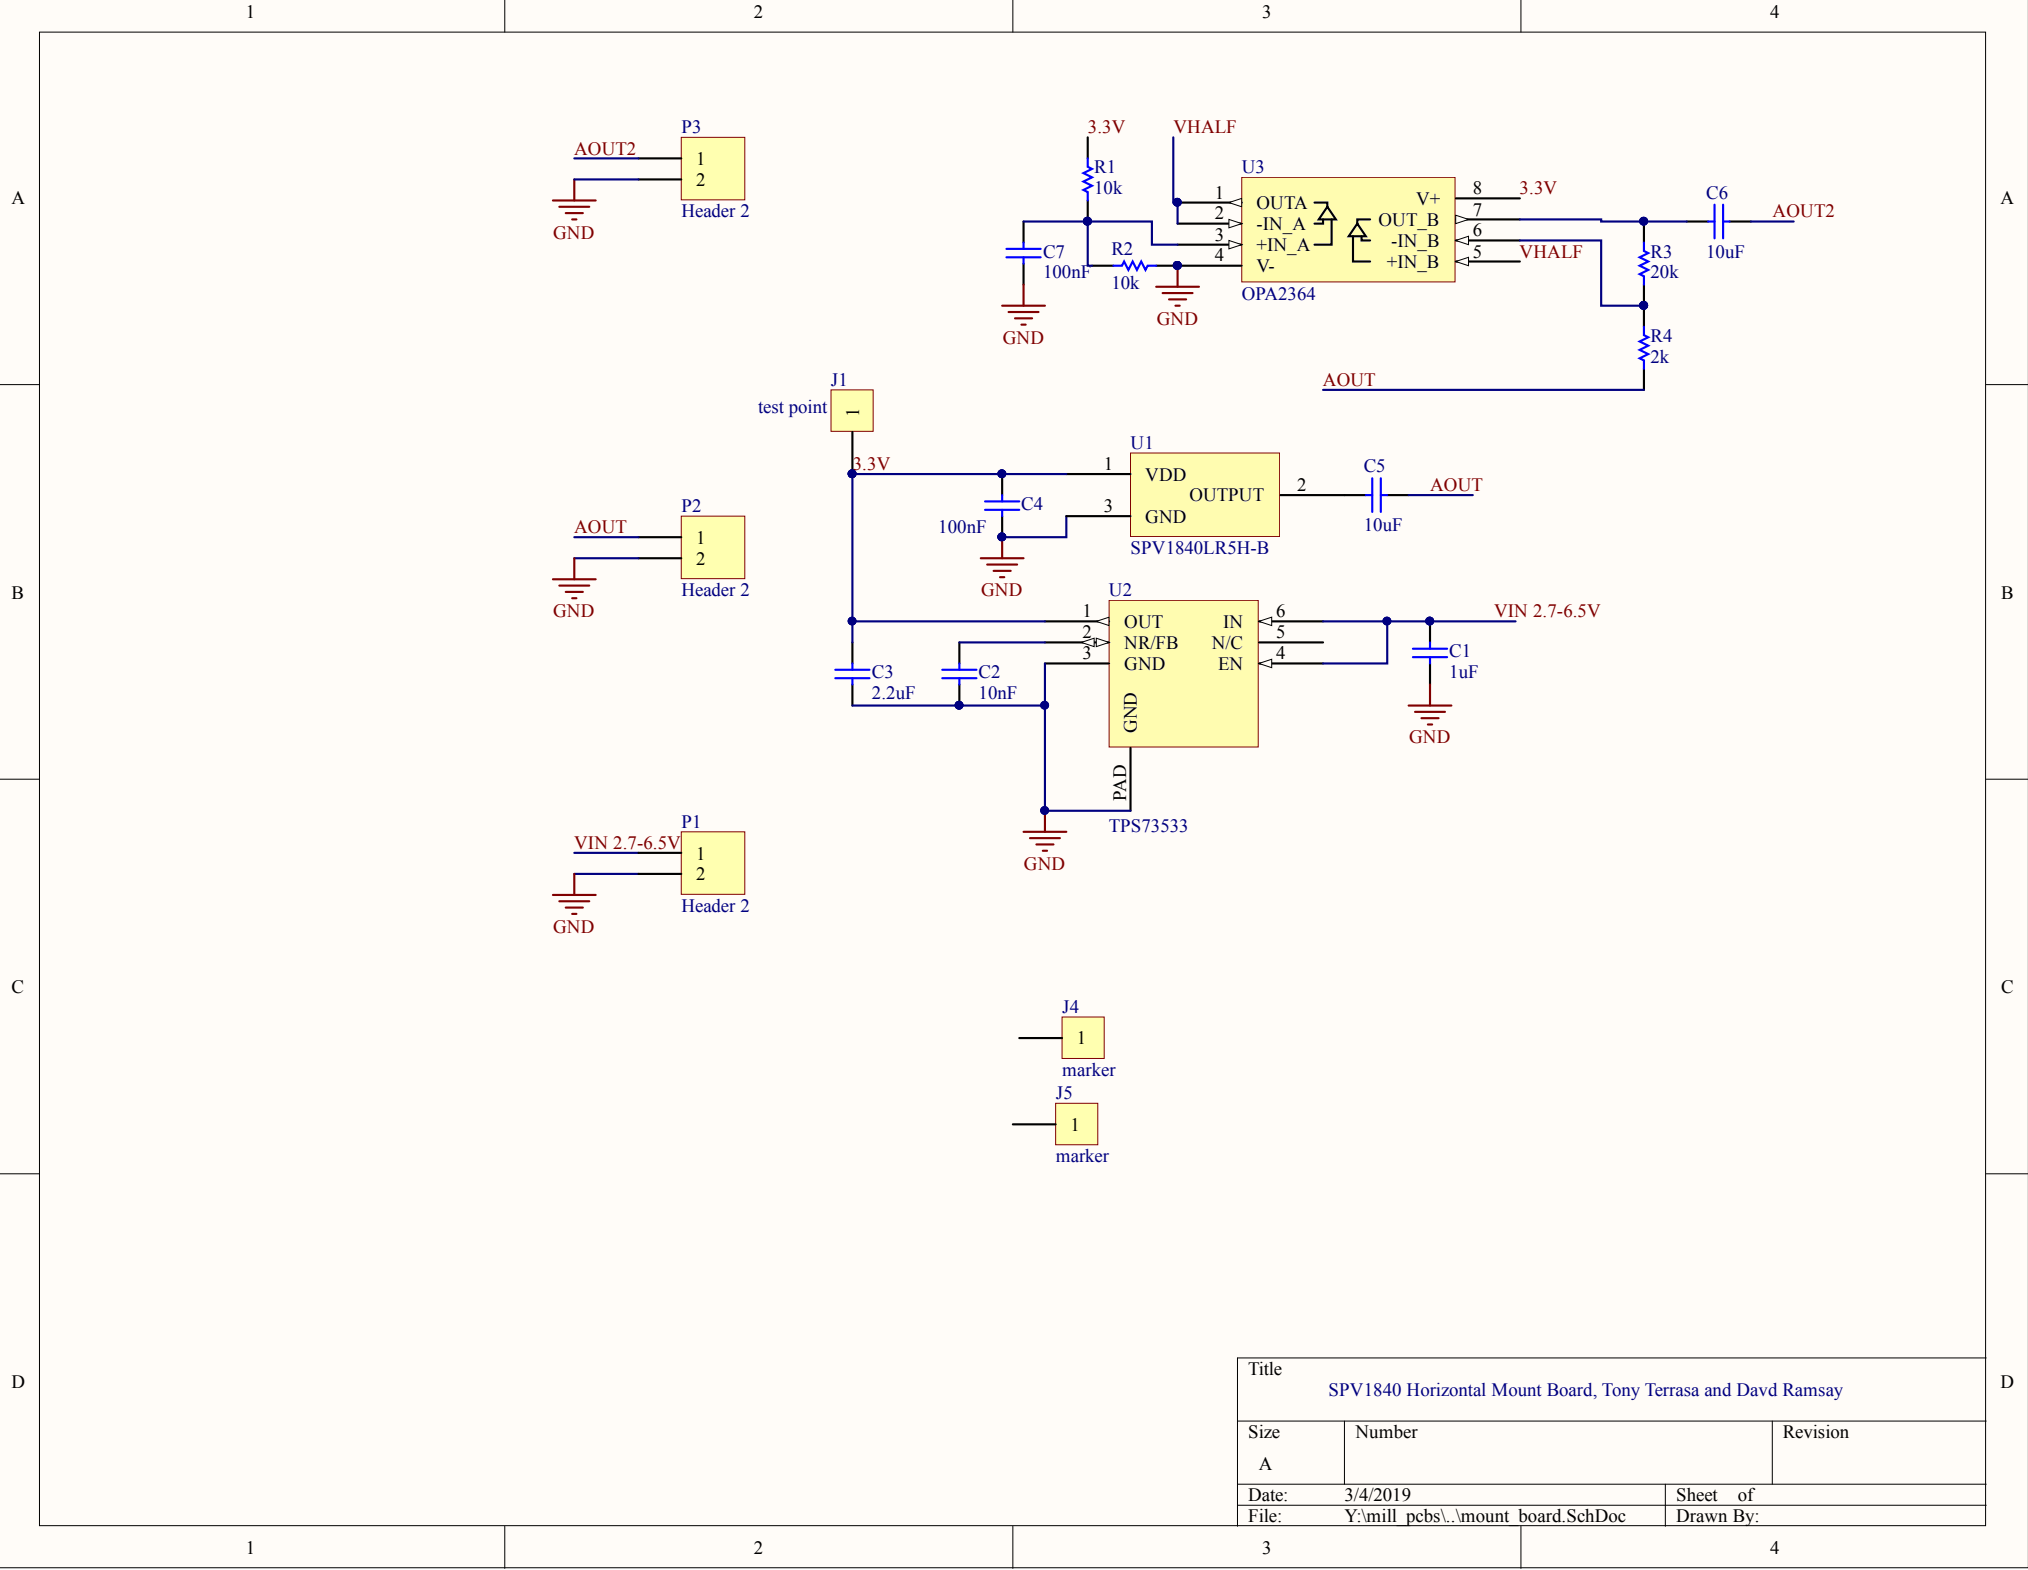 1 2 3 4
A A
B B
C C
D D
1 2 3 4
P3
AOUT2
1
2
GND
Header 2
3.3V
R1
10k
C7
100nF
GND
R2
10k
GND
VHALF
U3
1 OUTA
2 -IN_A
3 +IN_A
4 V-
V+ 8 3.3V
OUT_B 7
-IN_B 6
+IN_B 5 VHALF
OPA2364
C6
10uF
AOUT2
R3
20k
R4
2k
AOUT
J1
test point
1
3.3V
C4
100nF
GND
U1
1 VDD
OUTPUT 2
3 GND
SPV1840LR5H-B
C5
10uF
AOUT
P2
AOUT
1
2
GND
Header 2
U2
1 OUT IN 6
2 NR/FB N/C 5
3 GND EN 4
GND
PAD
TPS73533
GND
C3
2.2uF
C2
10nF
VIN 2.7-6.5V
C1
1uF
GND
P1
VIN 2.7-6.5V
1
2
GND
Header 2
J4
1
marker
J5
1
marker
Title
SPV1840 Horizontal Mount Board, Tony Terrasa and Davd Ramsay
Size Number Revision
A
Date: 3/4/2019 Sheet of
File: Y:\mill_pcbs\..\mount_board.SchDoc Drawn By: